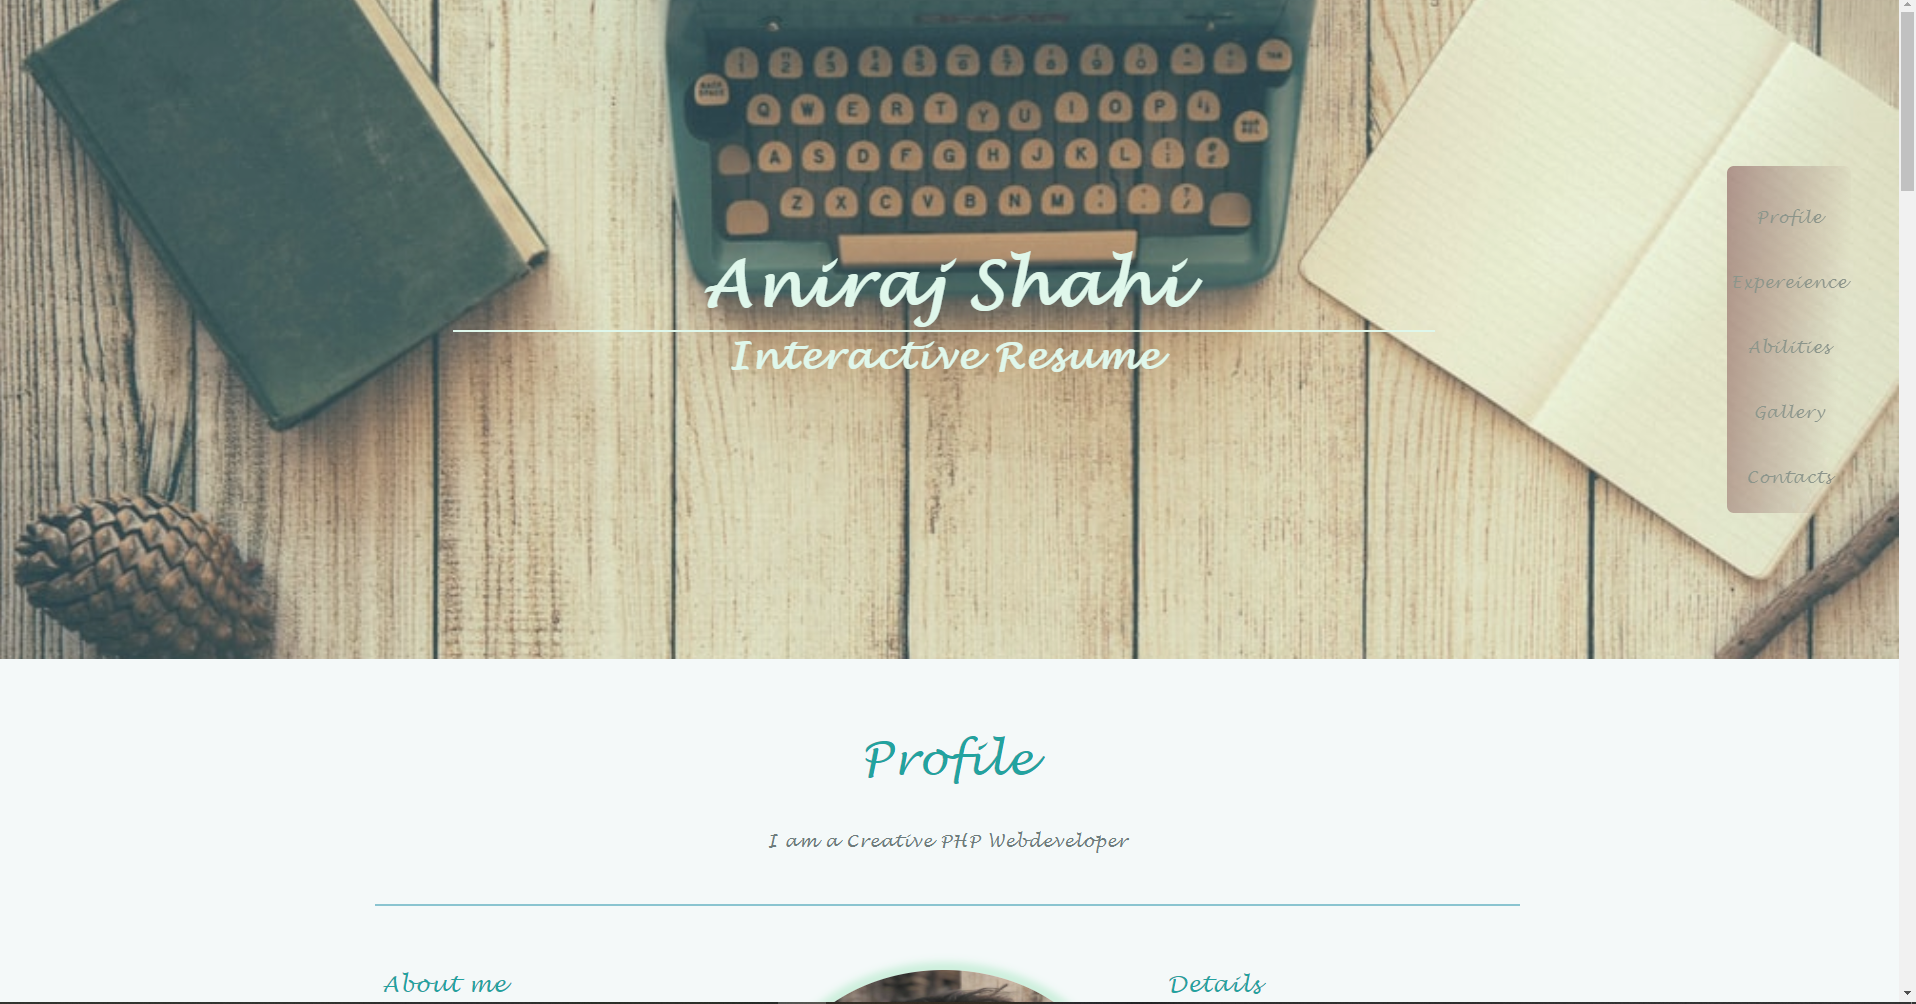 Q W E R T Y U I O P
A S D F G H J K L
Z X C V B N M
Aniraj Shahi
Interactive Resume
Profile
Expereience
Abilities
Gallery
Contacts
Profile
I am a Creative PHP Webdeveloper
About me
Details